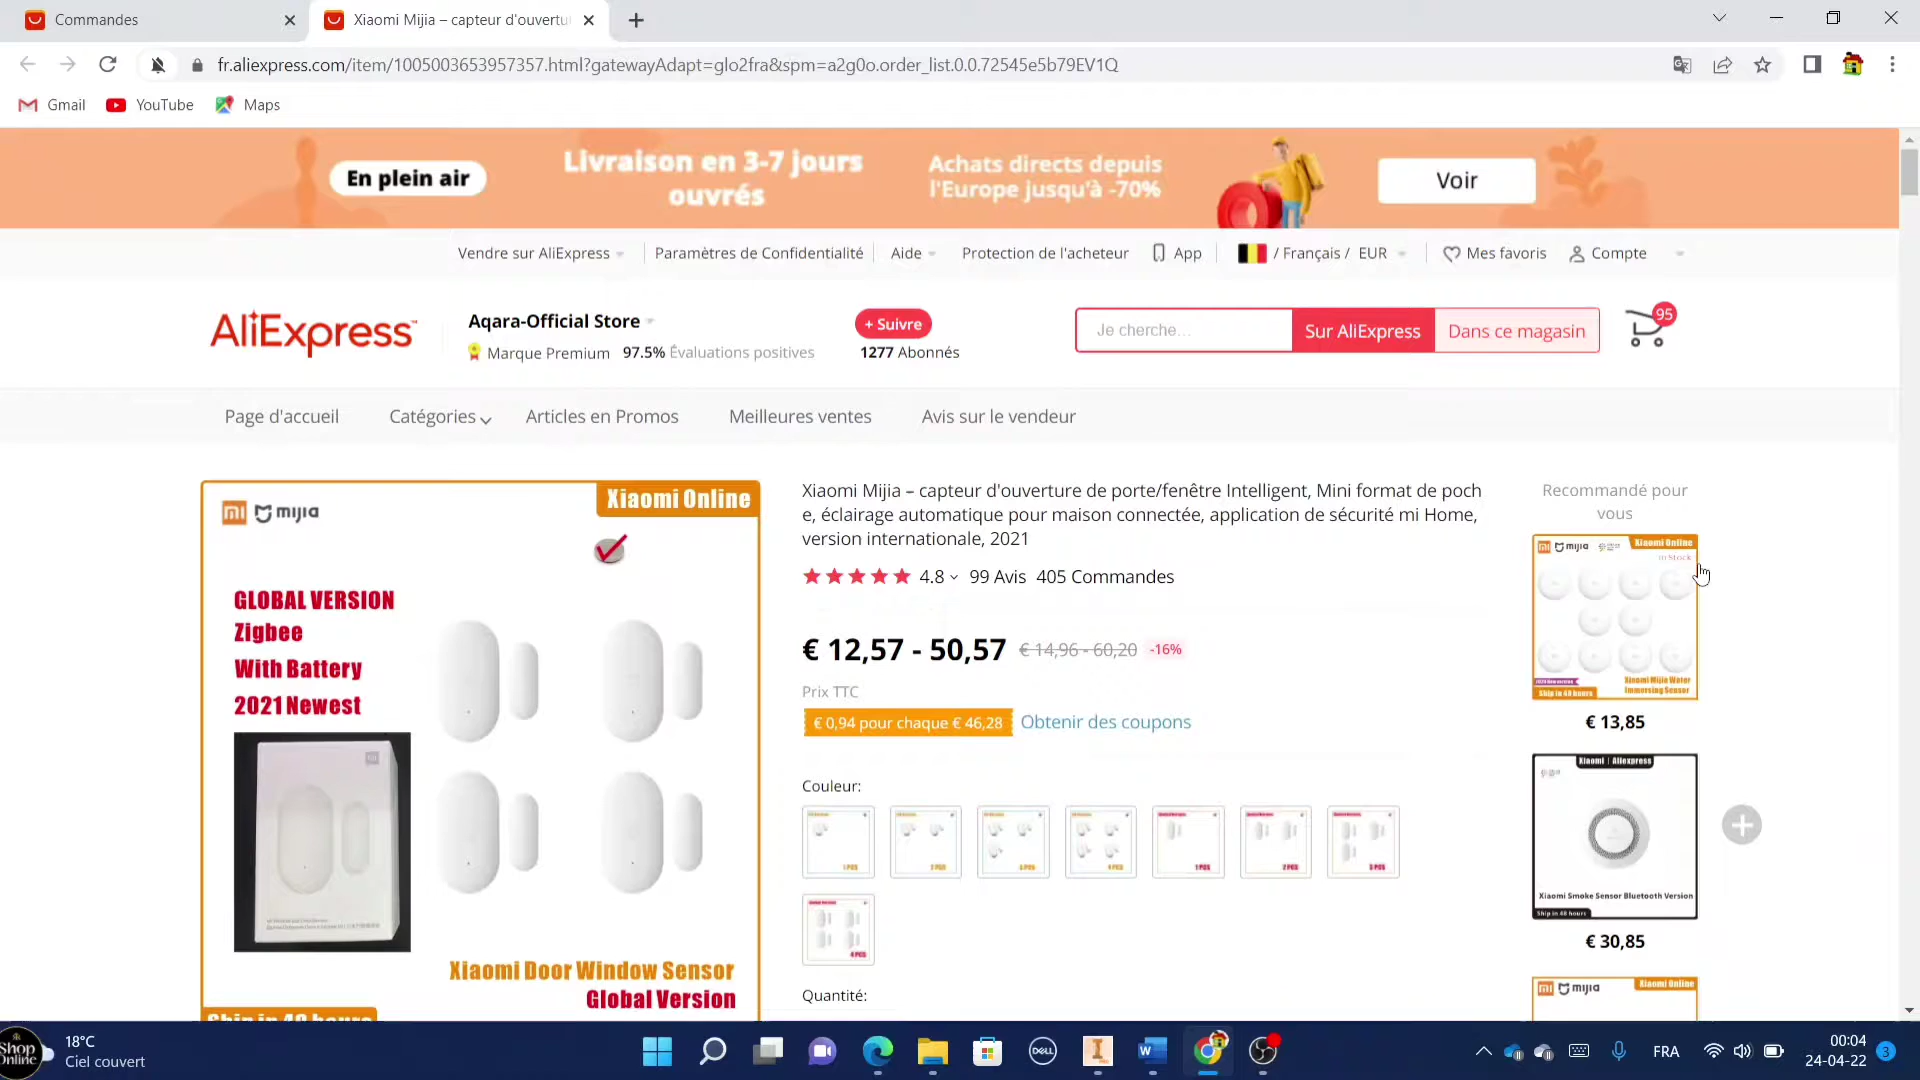 Commandes
Xiaomi Mijia – capteur d'ouvertu
fr.aliexpress.com/item/1005003653957357.html?gatewayAdapt=glo2fra&spm=a2g0o.order_list.0.0.72545e5b79EV1Q
Gmail YouTube Maps
En plein air
Livraison en 3-7 jours
ouvrés
Achats directs depuis
l'Europe jusqu'à -70%
Voir
Vendre sur AliExpress Paramètres de Confidentialité Aide Protection de l'acheteur App / Français / EUR Mes favoris Compte
AliExpress™
Aqara-Official Store
Marque Premium 97.5% Évaluations positives
+ Suivre
1277 Abonnés
Je cherche... Sur AliExpress Dans ce magasin
95
Page d'accueil Catégories Articles en Promos Meilleures ventes Avis sur le vendeur
mi mijia
Xiaomi Online
GLOBAL VERSION
Zigbee
With Battery
2021 Newest
Xiaomi Door Window Sensor
Global Version
Ship in 48 hours
Xiaomi Mijia – capteur d'ouverture de porte/fenêtre Intelligent, Mini format de poch
e, éclairage automatique pour maison connectée, application de sécurité mi Home,
version internationale, 2021
4.8 99 Avis 405 Commandes
€ 12,57 - 50,57 € 14,96 - 60,20 -16%
Prix TTC
€ 0,94 pour chaque € 46,28 Obtenir des coupons
Couleur:
1 PCS 2 PCS 3 PCS 4 PCS 1 PCS 2 PCS 3 PCS
4 PCS
Quantité:
Recommandé pour
vous
mi mijia Xiaomi Online
In Stock
Xiaomi Mijia Water
Immersing Sensor
Ship in 48 hours
€ 13,85
Xiaomi | Aliexpress
Xiaomi Smoke Sensor Bluetooth Version
Ship in 48 hours
€ 30,85
mi mijia Xiaomi Online
Shop
Online
18°C
Ciel couvert
DELL
FRA
00:04
24-04-22
3